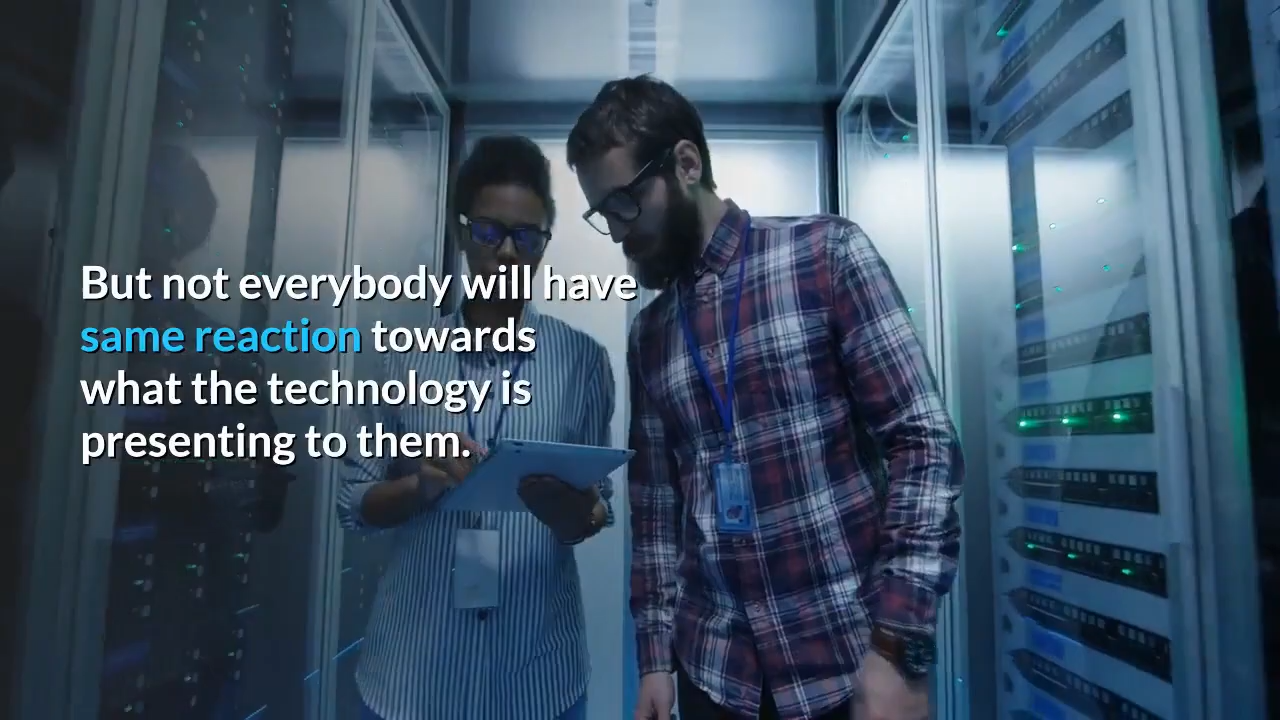 But not everybody will have
same reaction towards
what the technology is
presenting to them.